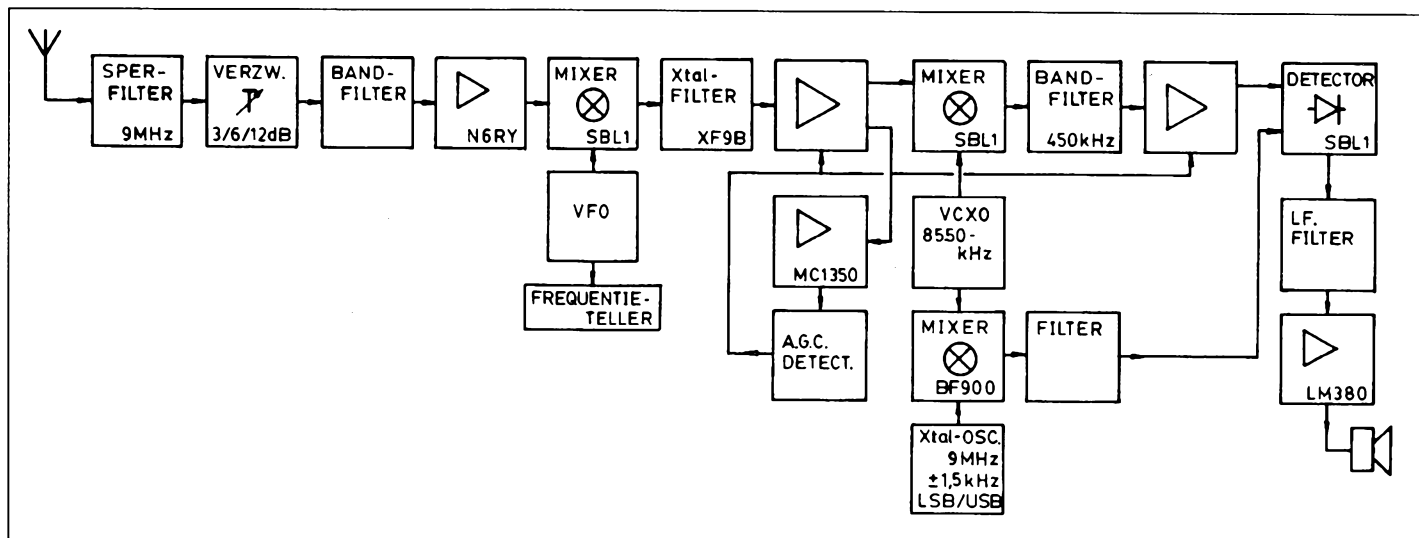 SPER-
FILTER
9MHz
VERZW.
3/6/12dB
BAND-
FILTER
N6RY
MIXER
SBL1
Xtal-
FILTER
XF9B
MIXER
SBL1
BAND-
FILTER
450kHz
DETECTOR
SBL1
VFO
FREQUENTIE-
TELLER
MC1350
A.G.C.
DETECT.
VCXO
8550-
kHz
MIXER
BF900
FILTER
Xtal-OSC.
9MHz
±1,5kHz
LSB/USB
LF.
FILTER
LM380